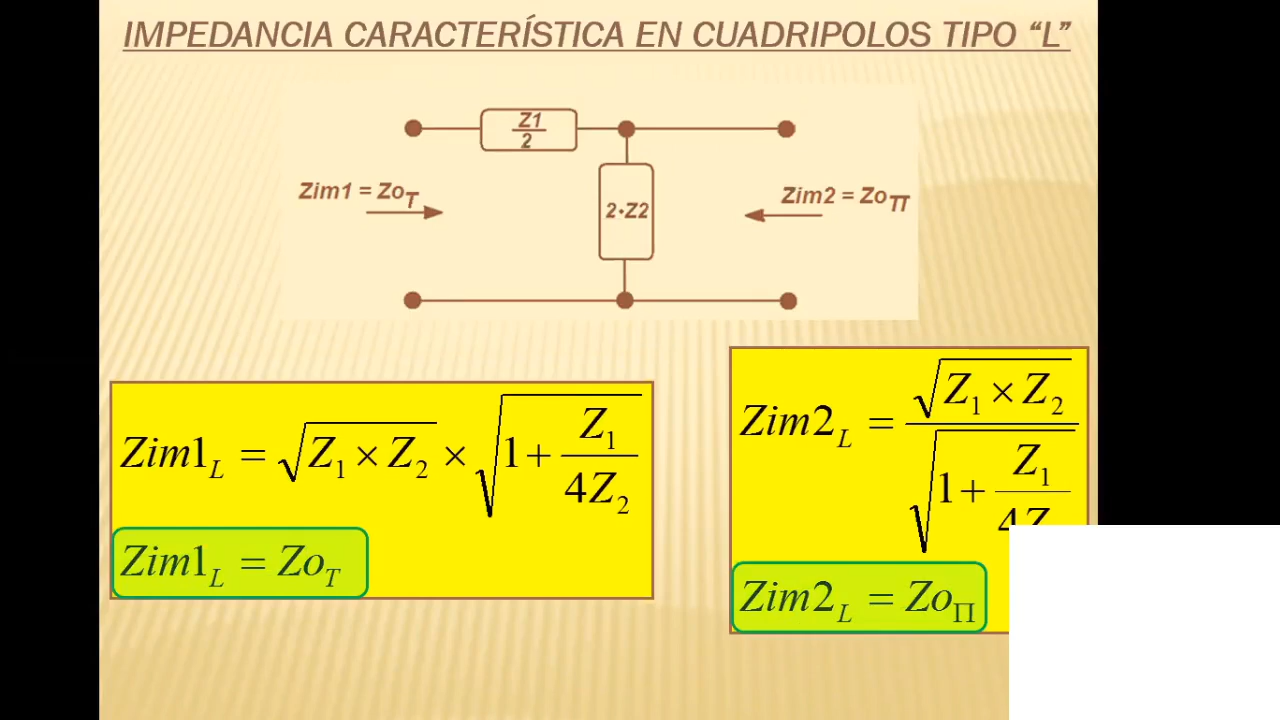 IMPEDANCIA CARACTERÍSTICA EN CUADRIPOLOS TIPO “L”
Z1
2
Zim1 = ZoT
2•Z2
Zim2 = Zoπ
Zim1L = √Z1 × Z2 × √1 + Z1 / 4Z2
Zim1L = ZoT
Zim2L = √Z1 × Z2 / √1 + Z1 / 4Z
Zim2L = ZoΠ